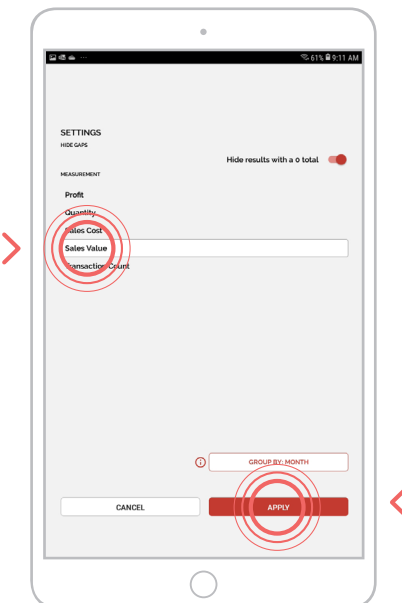 61% 9:11 AM
SETTINGS
HIDE GAPS
Hide results with a 0 total
MEASUREMENT
Profit
Quantity
Sales Cost
Sales Value
Transaction Count
GROUP BY: MONTH
CANCEL APPLY